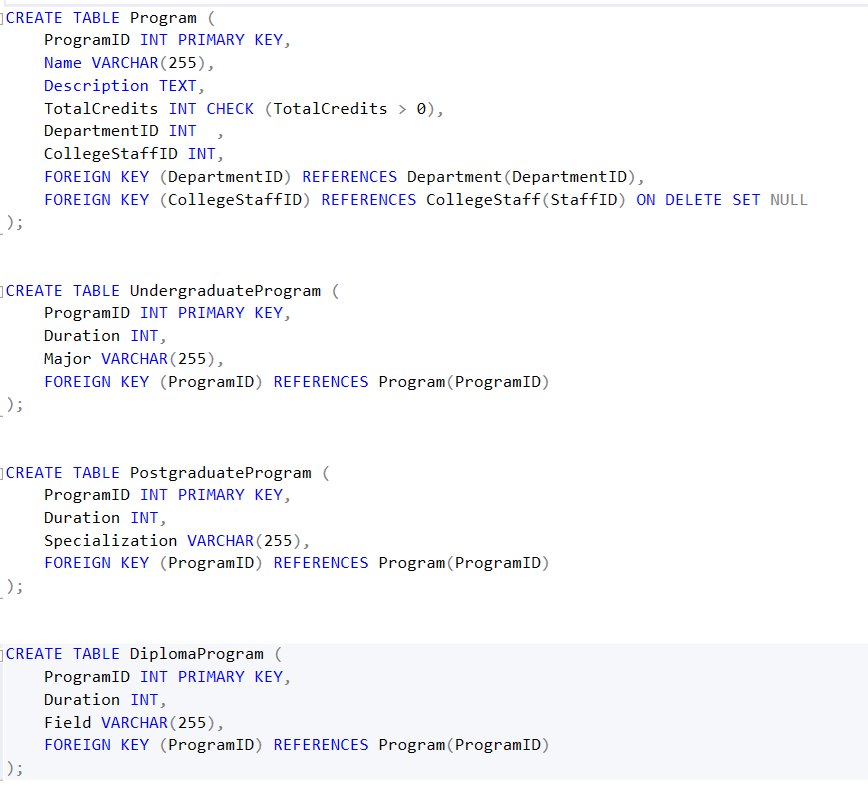 CREATE TABLE Program (
    ProgramID INT PRIMARY KEY,
    Name VARCHAR(255),
    Description TEXT,
    TotalCredits INT CHECK (TotalCredits > 0),
    DepartmentID INT  ,
    CollegeStaffID INT,
    FOREIGN KEY (DepartmentID) REFERENCES Department(DepartmentID),
    FOREIGN KEY (CollegeStaffID) REFERENCES CollegeStaff(StaffID) ON DELETE SET NULL
);
CREATE TABLE UndergraduateProgram (
    ProgramID INT PRIMARY KEY,
    Duration INT,
    Major VARCHAR(255),
    FOREIGN KEY (ProgramID) REFERENCES Program(ProgramID)
);
CREATE TABLE PostgraduateProgram (
    ProgramID INT PRIMARY KEY,
    Duration INT,
    Specialization VARCHAR(255),
    FOREIGN KEY (ProgramID) REFERENCES Program(ProgramID)
);
CREATE TABLE DiplomaProgram (
    ProgramID INT PRIMARY KEY,
    Duration INT,
    Field VARCHAR(255),
    FOREIGN KEY (ProgramID) REFERENCES Program(ProgramID)
);